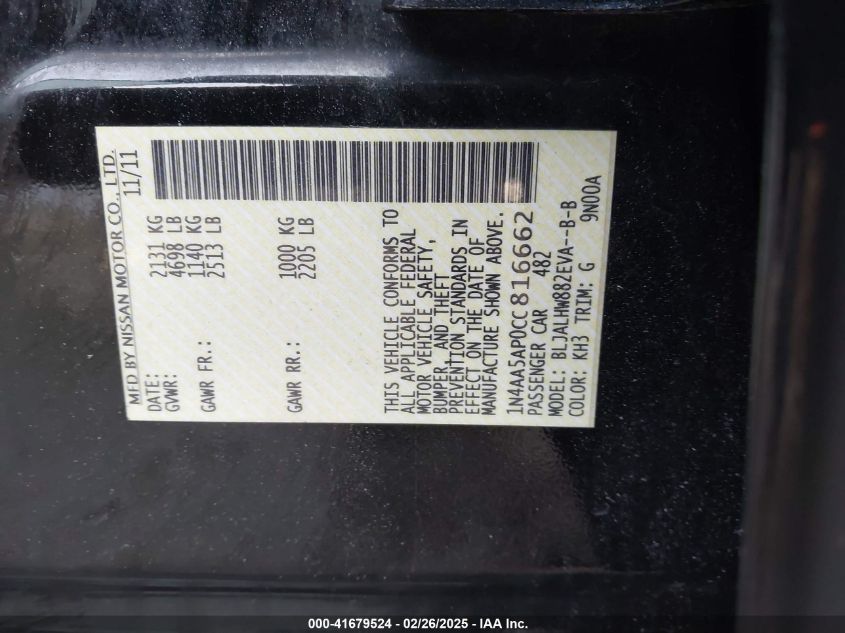 MFD BY NISSAN MOTOR CO., LTD.
DATE: 11/11
GVWR: 2131 KG
4698 LB
GAWR FR.: 1140 KG
2513 LB
GAWR RR.: 1000 KG
2205 LB
THIS VEHICLE CONFORMS TO
ALL APPLICABLE FEDERAL
MOTOR VEHICLE SAFETY,
BUMPER, AND THEFT
PREVENTION STANDARDS IN
EFFECT ON THE DATE OF
MANUFACTURE SHOWN ABOVE.
1N4AA5AP0CC816662
PASSENGER CAR 482
MODEL: BLJALHW882EVA--B-B
COLOR: KH3 TRIM: G 9N00A
000-41679524 - 02/26/2025 - IAA Inc.